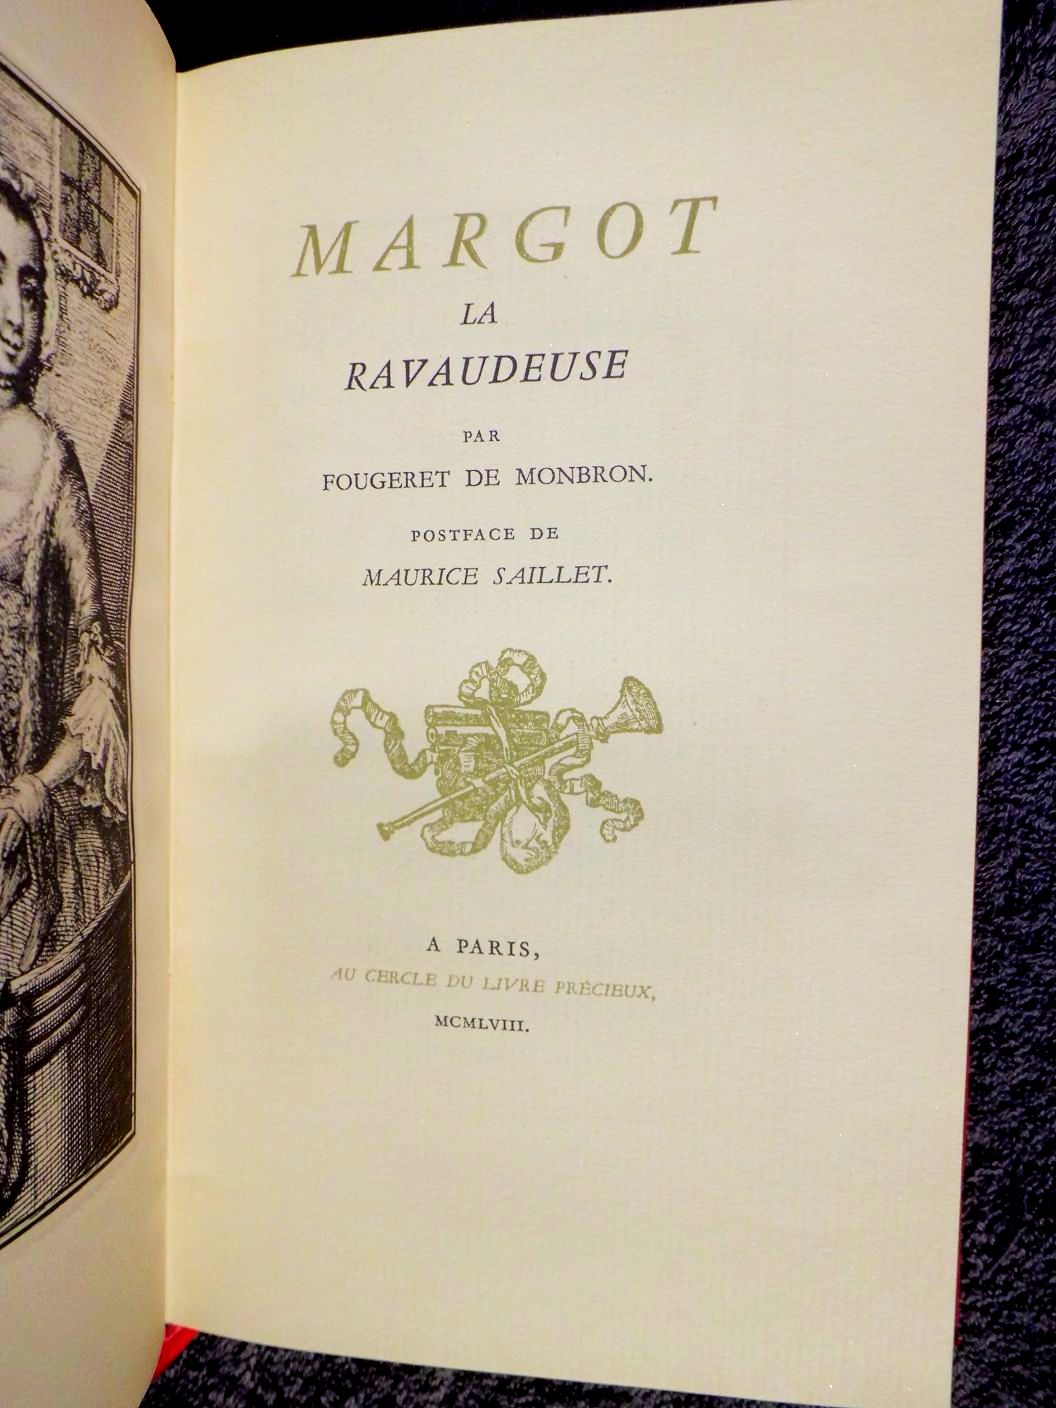 MARGOT
LA
RAVAUDEUSE
PAR
FOUGERET DE MONBRON.
POSTFACE DE
MAURICE SAILLET.
A PARIS,
AU CERCLE DU LIVRE PRÉCIEUX,
MCMLVIII.